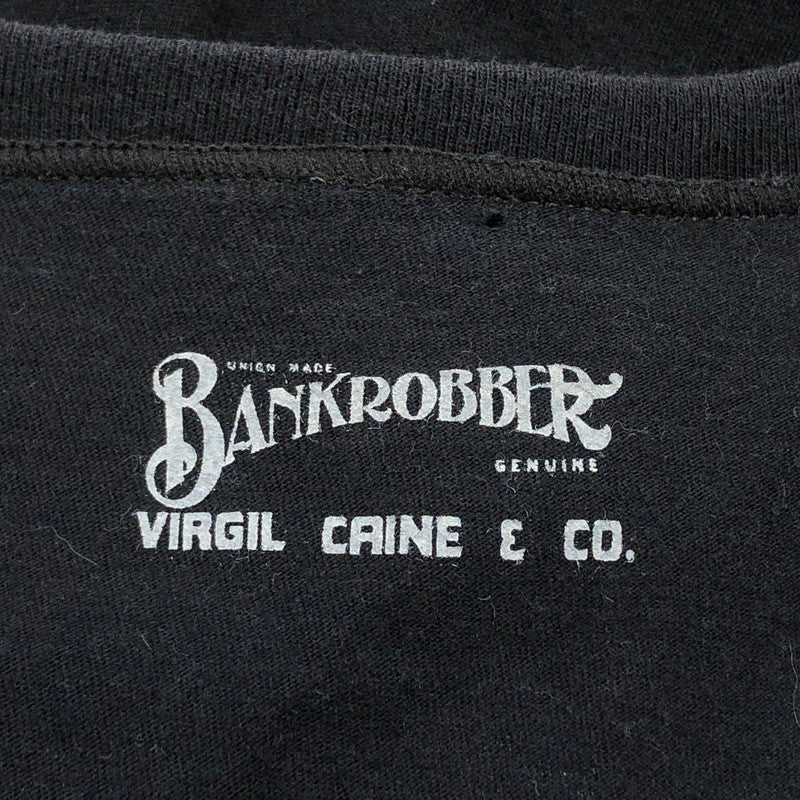 UNION MADE
BANKROBBER
GENUINE
VIRGIL CAINE & CO.